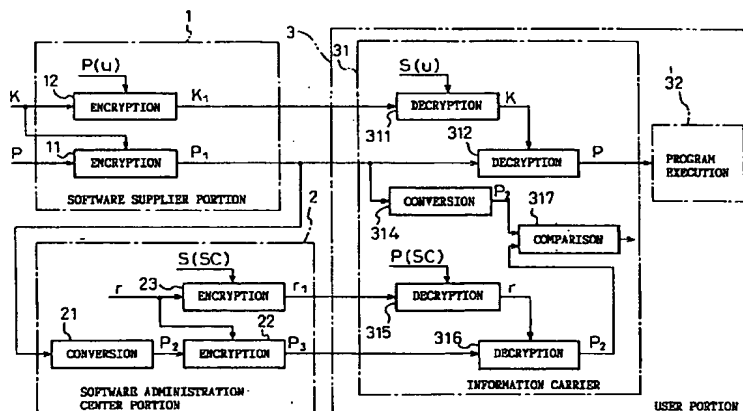 1
P(u)
12
K
ENCRYPTION
K₁
11
P
ENCRYPTION
P₁
SOFTWARE SUPPLIER PORTION
2
S(SC)
r
23
ENCRYPTION
r₁
21
CONVERSION
P₂
22
ENCRYPTION
P₃
SOFTWARE ADMINISTRATION
CENTER PORTION
3
31
S(u)
DECRYPTION
311
K
312
DECRYPTION
P
CONVERSION
314
P₂
317
COMPARISON
P(SC)
DECRYPTION
315
r
316
DECRYPTION
P₂
INFORMATION CARRIER
32
PROGRAM
EXECUTION
USER PORTION